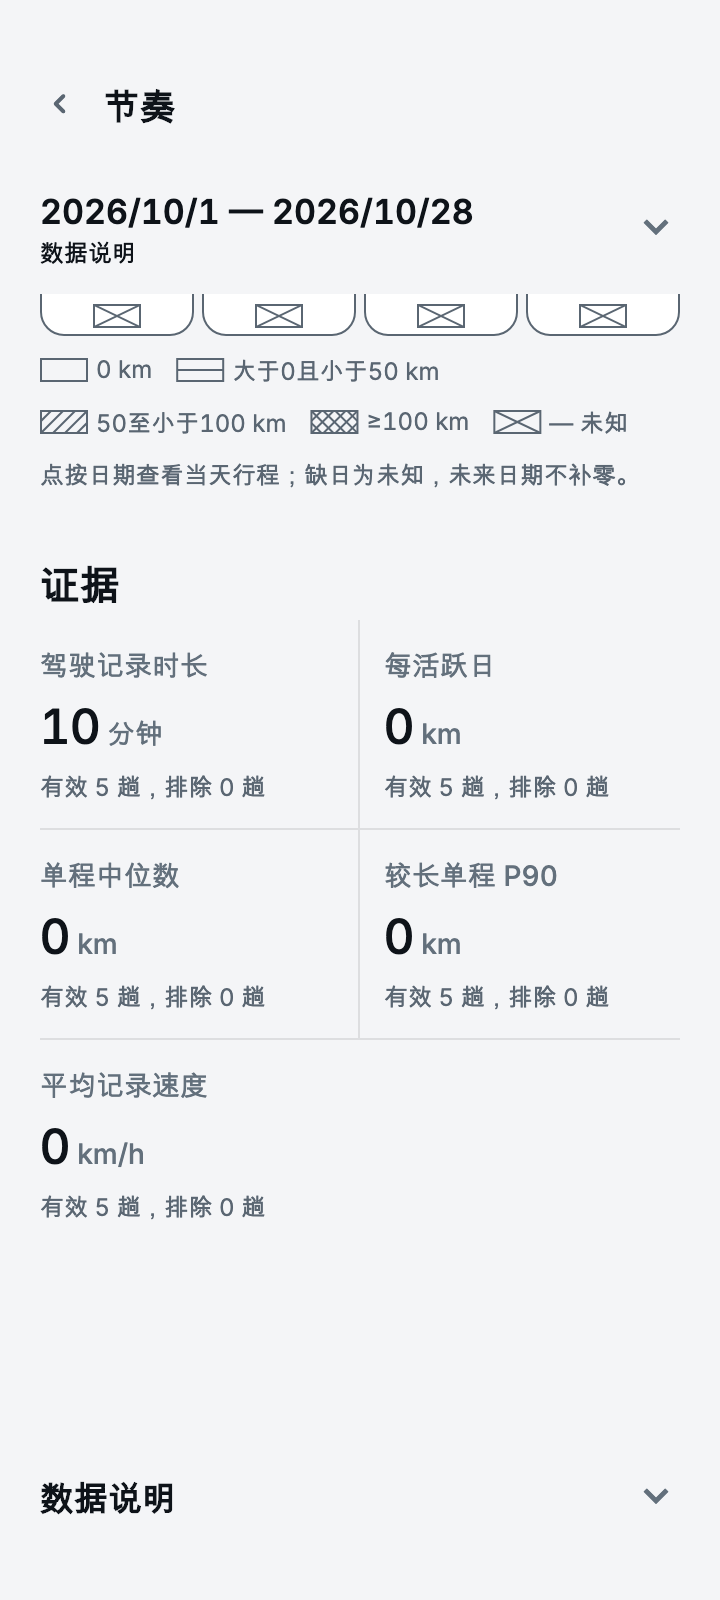 节奏
2026/10/1 — 2026/10/28
数据说明
0 km 大于0且小于50 km
50至小于100 km ≥100 km — 未知
点按日期查看当天行程；缺日为未知，未来日期不补零。
证据
驾驶记录时长 每活跃日
10 分钟 0 km
有效 5 趟，排除 0 趟 有效 5 趟，排除 0 趟
单程中位数 较长单程 P90
0 km 0 km
有效 5 趟，排除 0 趟 有效 5 趟，排除 0 趟
平均记录速度
0 km/h
有效 5 趟，排除 0 趟
数据说明